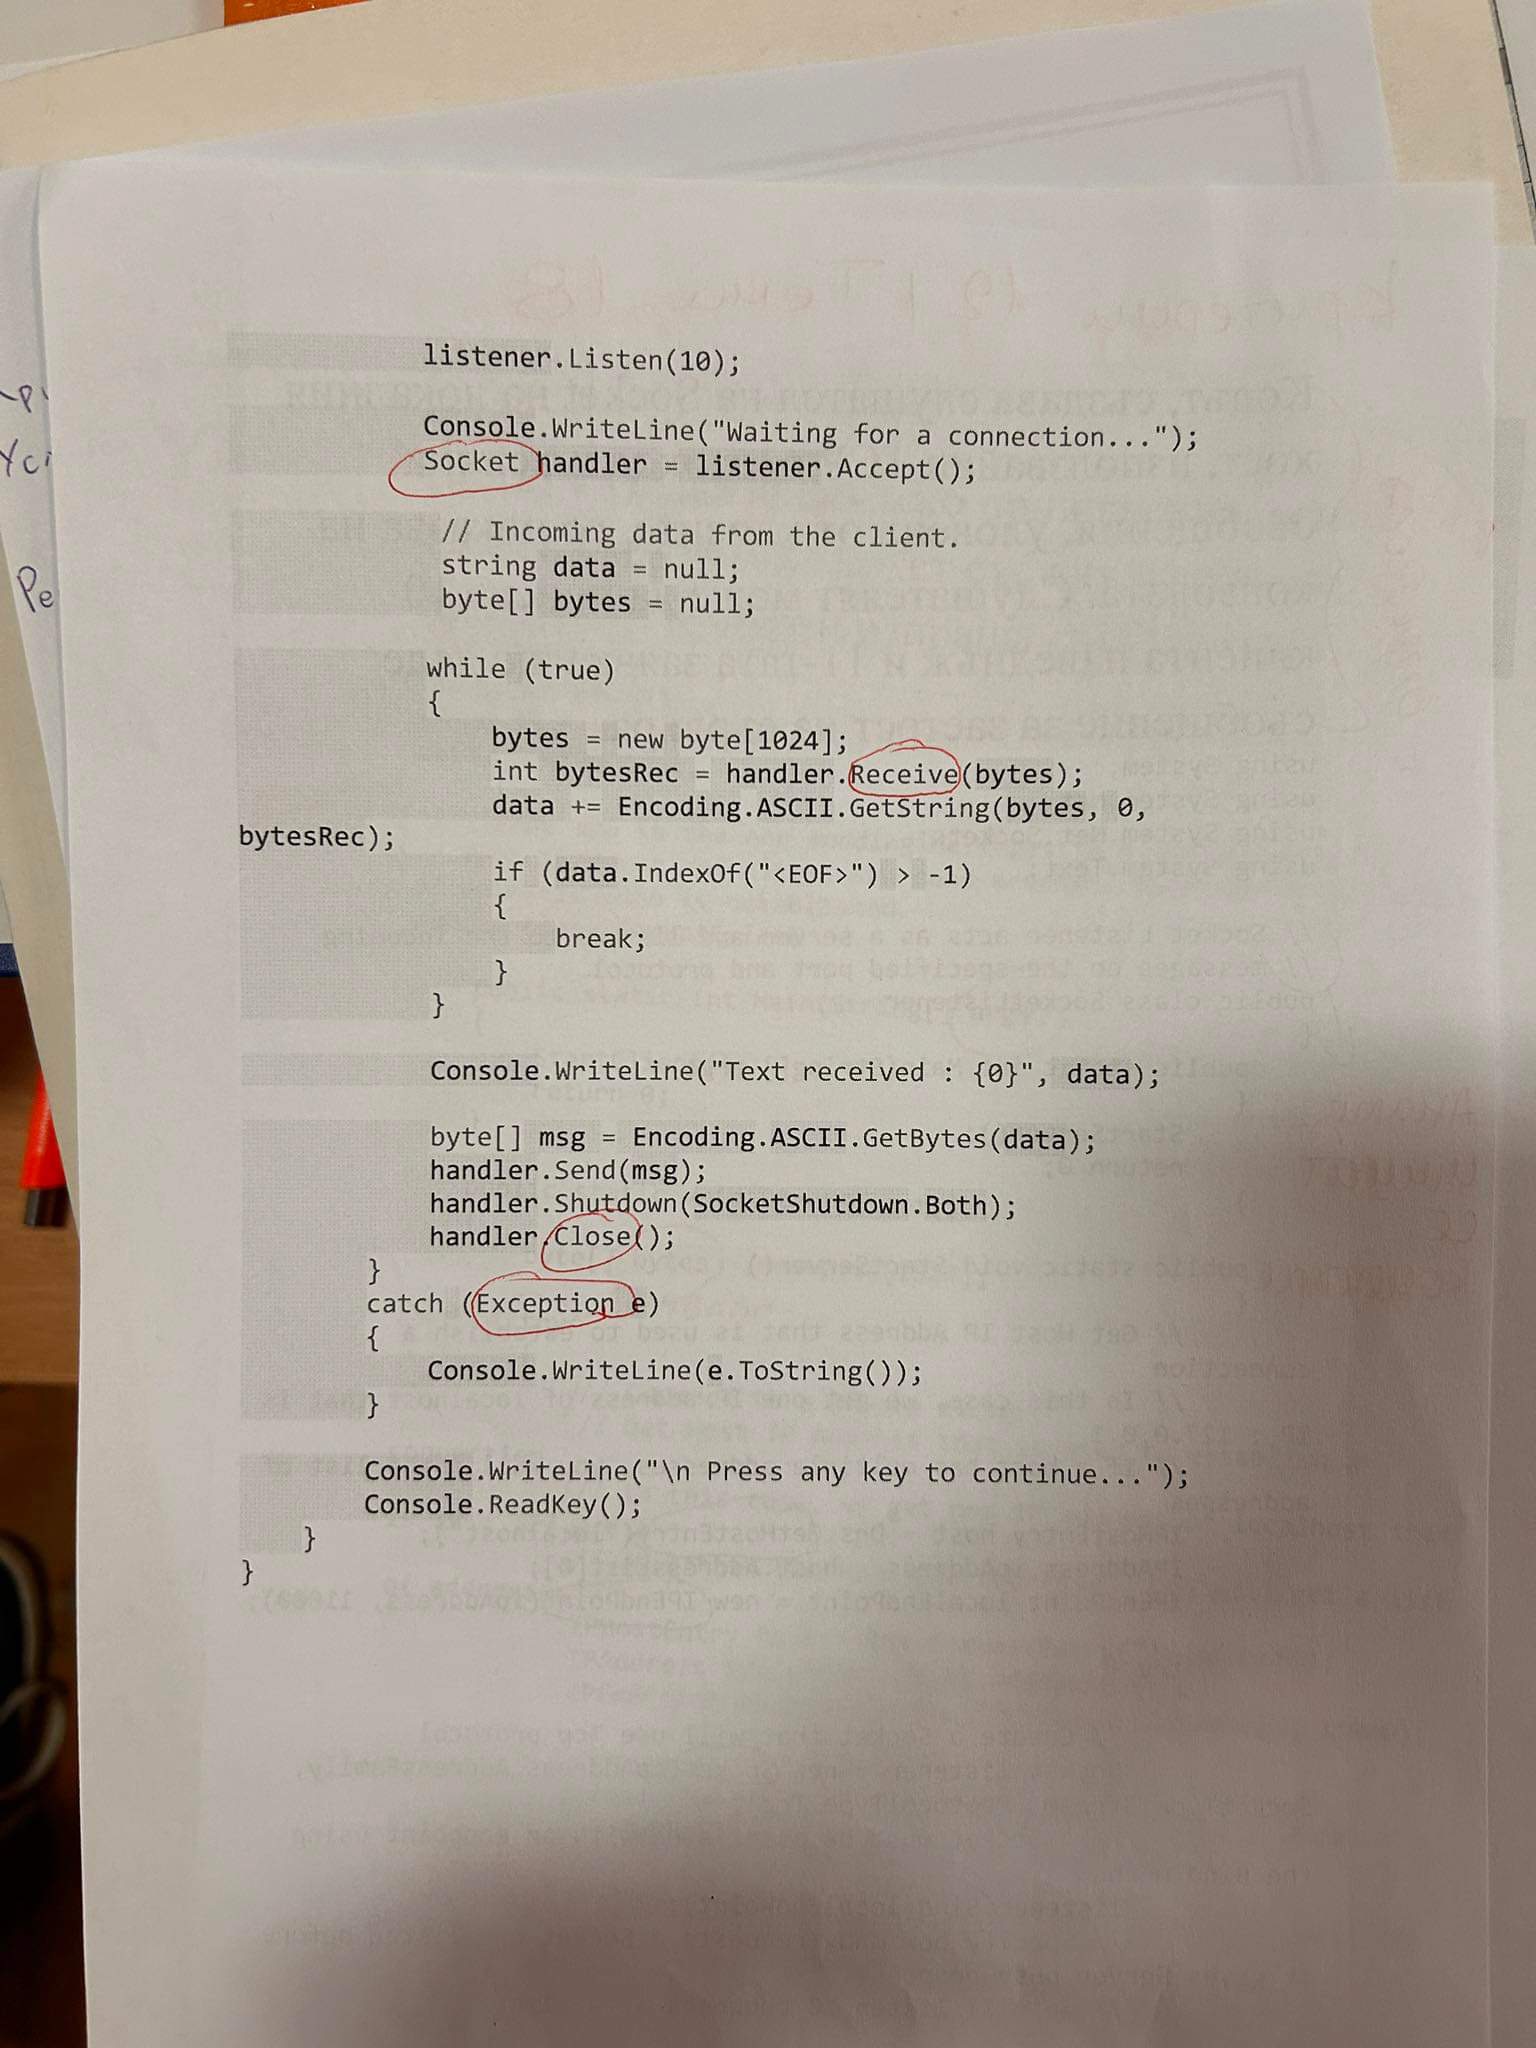 listener.Listen(10);
Console.WriteLine("Waiting for a connection...");
Socket handler = listener.Accept();
// Incoming data from the client.
string data = null;
byte[] bytes = null;
while (true)
{
bytes = new byte[1024];
int bytesRec = handler.Receive(bytes);
data += Encoding.ASCII.GetString(bytes, 0,
bytesRec);
if (data.IndexOf("<EOF>") > -1)
{
break;
}
}
Console.WriteLine("Text received : {0}", data);
byte[] msg = Encoding.ASCII.GetBytes(data);
handler.Send(msg);
handler.Shutdown(SocketShutdown.Both);
handler.Close();
}
catch (Exception e)
{
Console.WriteLine(e.ToString());
}
Console.WriteLine("\n Press any key to continue...");
Console.ReadKey();
}
}